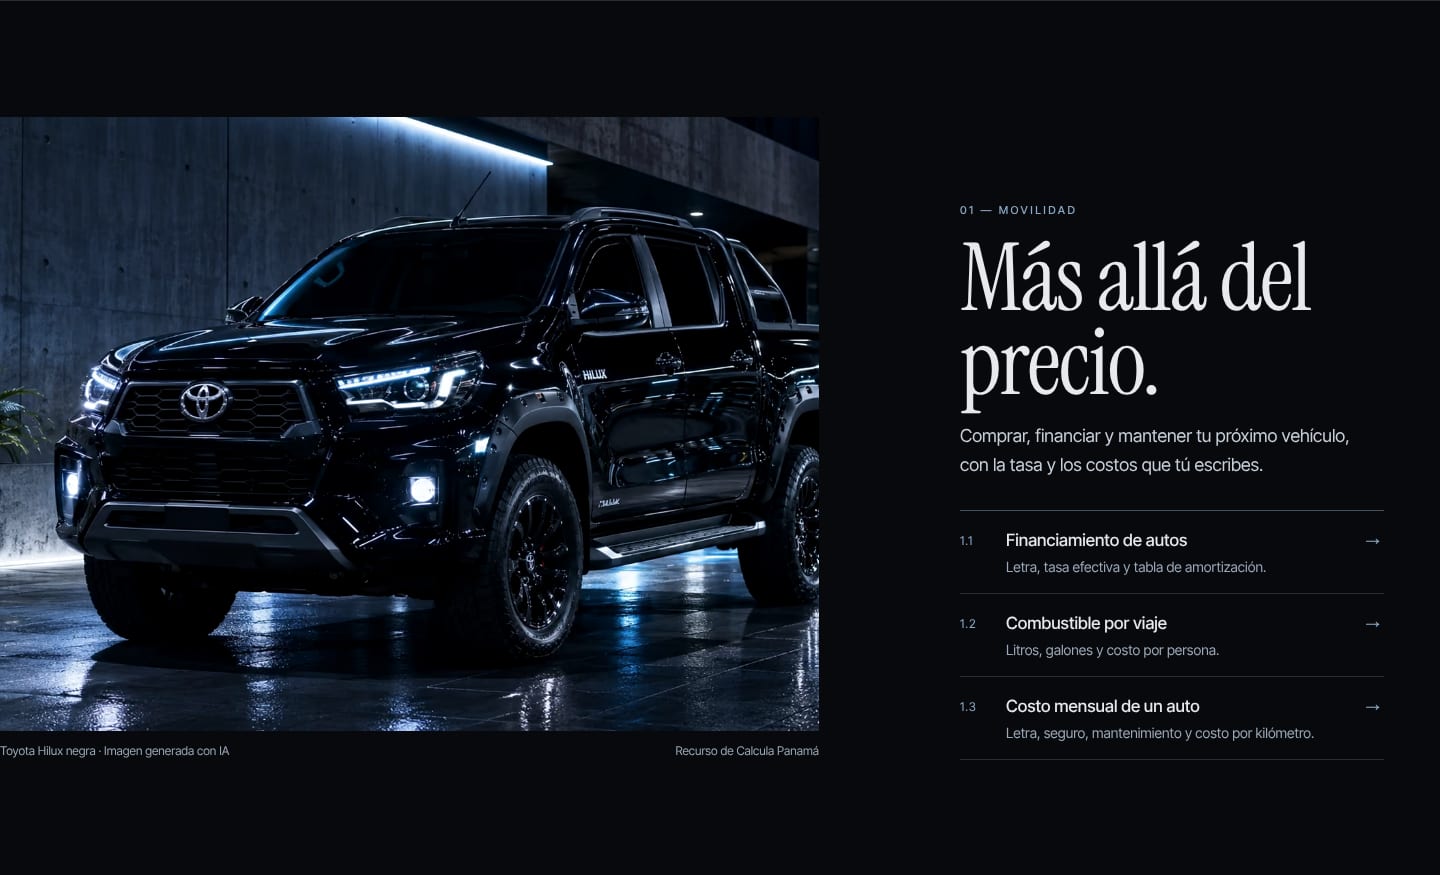 HILUX
Toyota Hilux negra · Imagen generada con IA
Recurso de Calcula Panamá
01 — MOVILIDAD
Más allá del
precio.
Comprar, financiar y mantener tu próximo vehículo,
con la tasa y los costos que tú escribes.
1.1 Financiamiento de autos →
Letra, tasa efectiva y tabla de amortización.
1.2 Combustible por viaje →
Litros, galones y costo por persona.
1.3 Costo mensual de un auto →
Letra, seguro, mantenimiento y costo por kilómetro.